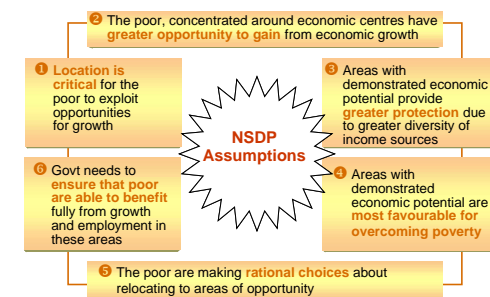 ❷ The poor, concentrated around economic centres have
greater opportunity to gain from economic growth
❶ Location is
critical for the
poor to exploit
opportunities
for growth
❸ Areas with
demonstrated economic
potential provide
greater protection due
to greater diversity of
income sources
NSDP
Assumptions
❻ Govt needs to
ensure that poor
are able to benefit
fully from growth
and employment in
these areas
❹ Areas with
demonstrated
economic potential are
most favourable for
overcoming poverty
❺ The poor are making rational choices about
relocating to areas of opportunity